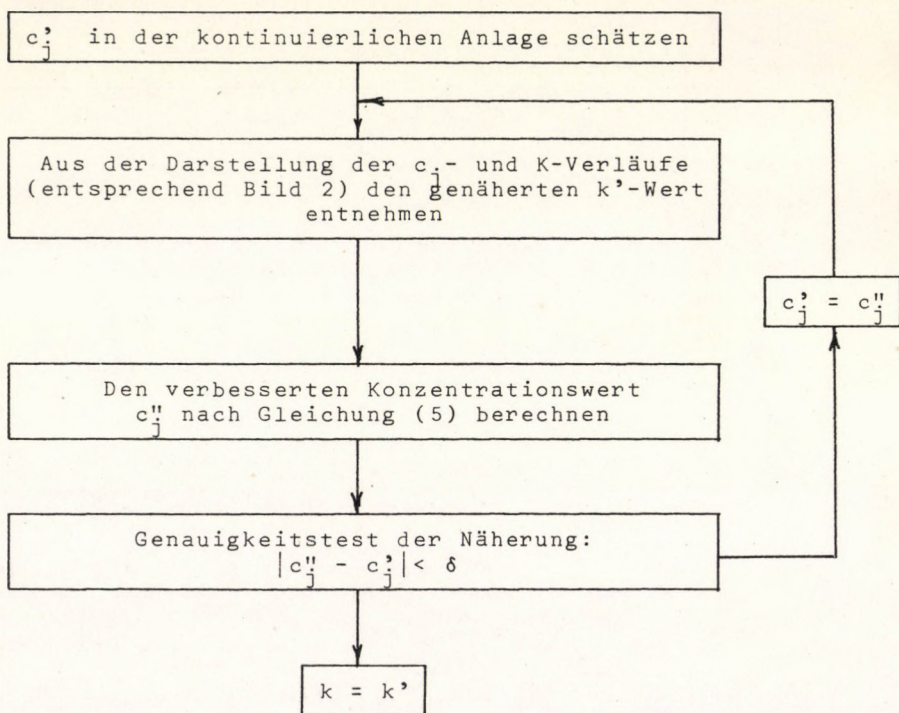 c'j in der kontinuierlichen Anlage schätzen
Aus der Darstellung der cj- und K-Verläufe
(entsprechend Bild 2) den genäherten k'-Wert
entnehmen
c'j = c"j
Den verbesserten Konzentrationswert
c"j nach Gleichung (5) berechnen
Genauigkeitstest der Näherung:
|c"j - c'j| < δ
k = k'